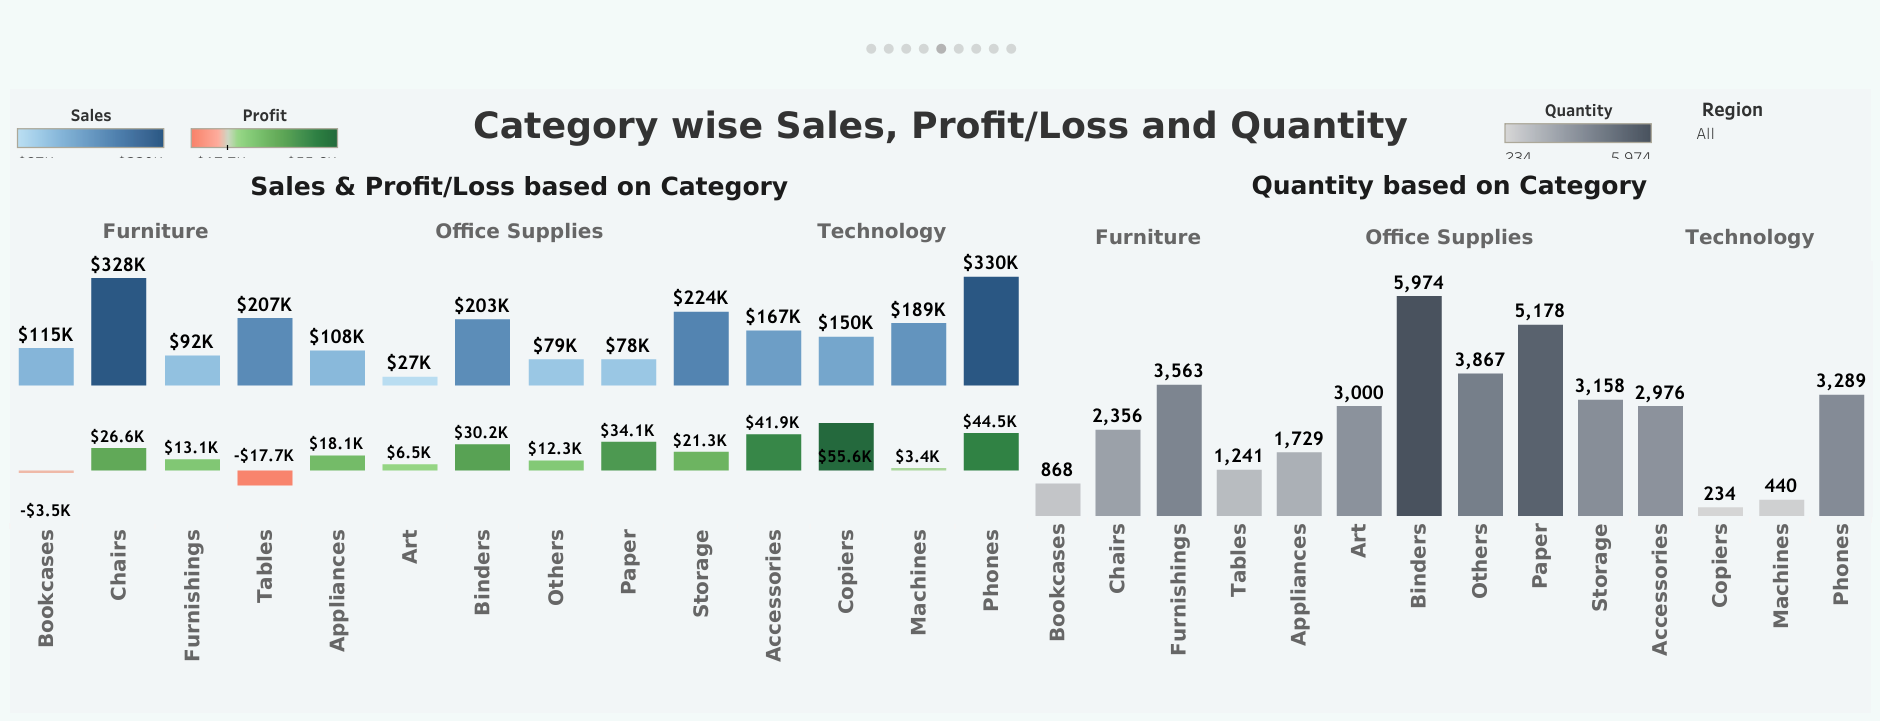 Sales
Profit
Category wise Sales, Profit/Loss and Quantity
Quantity
Region
All
234
5,974
Sales & Profit/Loss based on Category
Quantity based on Category
Furniture
Office Supplies
Technology
$115K
$328K
$92K
$207K
$108K
$27K
$203K
$79K
$78K
$224K
$167K
$150K
$189K
$330K
-$3.5K
$26.6K
$13.1K
-$17.7K
$18.1K
$6.5K
$30.2K
$12.3K
$34.1K
$21.3K
$41.9K
$55.6K
$3.4K
$44.5K
Bookcases
Chairs
Furnishings
Tables
Appliances
Art
Binders
Others
Paper
Storage
Accessories
Copiers
Machines
Phones
Furniture
Office Supplies
Technology
868
2,356
3,563
1,241
1,729
3,000
5,974
3,867
5,178
3,158
2,976
234
440
3,289
Bookcases
Chairs
Furnishings
Tables
Appliances
Art
Binders
Others
Paper
Storage
Accessories
Copiers
Machines
Phones